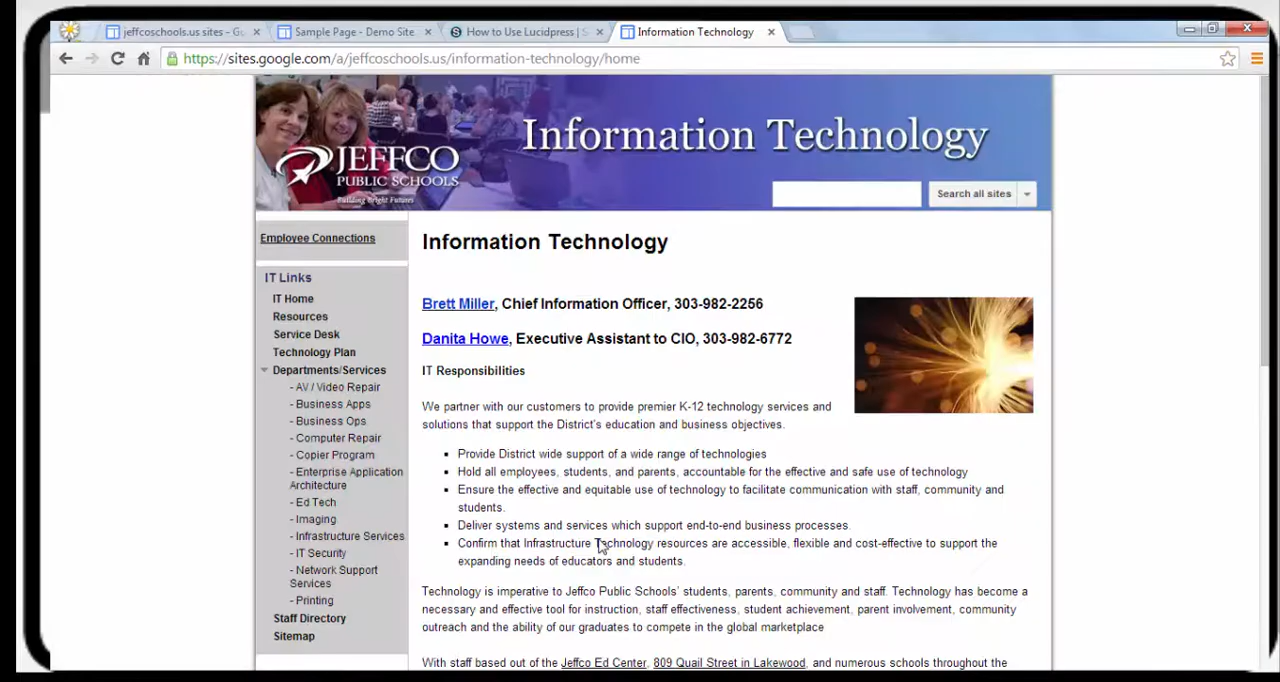 jeffcoschools.us sites - Go
Sample Page - Demo Site
How to Use Lucidpress | S
Information Technology
https://sites.google.com/a/jeffcoschools.us/information-technology/home
JEFFCO
PUBLIC SCHOOLS
Building Bright Futures
Information Technology
Search all sites
Employee Connections
IT Links
IT Home
Resources
Service Desk
Technology Plan
Departments/Services
- AV / Video Repair
- Business Apps
- Business Ops
- Computer Repair
- Copier Program
- Enterprise Application
Architecture
- Ed Tech
- Imaging
- Infrastructure Services
- IT Security
- Network Support
Services
- Printing
Staff Directory
Sitemap
Information Technology
Brett Miller, Chief Information Officer, 303-982-2256
Danita Howe, Executive Assistant to CIO, 303-982-6772
IT Responsibilities
We partner with our customers to provide premier K-12 technology services and
solutions that support the District's education and business objectives.
Provide District wide support of a wide range of technologies
Hold all employees, students, and parents, accountable for the effective and safe use of technology
Ensure the effective and equitable use of technology to facilitate communication with staff, community and
students.
Deliver systems and services which support end-to-end business processes.
Confirm that Infrastructure Technology resources are accessible, flexible and cost-effective to support the
expanding needs of educators and students.
Technology is imperative to Jeffco Public Schools' students, parents, community and staff. Technology has become a
necessary and effective tool for instruction, staff effectiveness, student achievement, parent involvement, community
outreach and the ability of our graduates to compete in the global marketplace
With staff based out of the Jeffco Ed Center, 809 Quail Street in Lakewood, and numerous schools throughout the